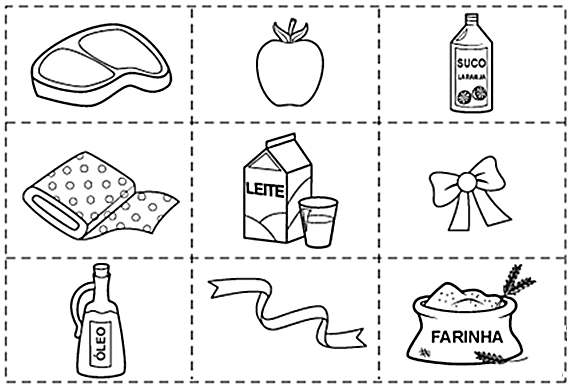 SUCO
LARANJA
LEITE
ÓLEO
FARINHA